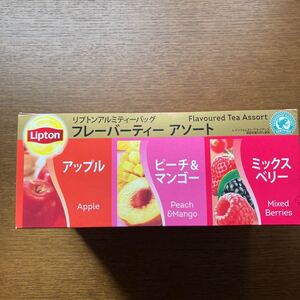 Lipton
リプトンアルミティーバッグ
フレーバーティー アソート
Flavoured Tea Assort
アップル
Apple
ピーチ&
マンゴー
Peach
&Mango
ミックス
ベリー
Mixed
Berries